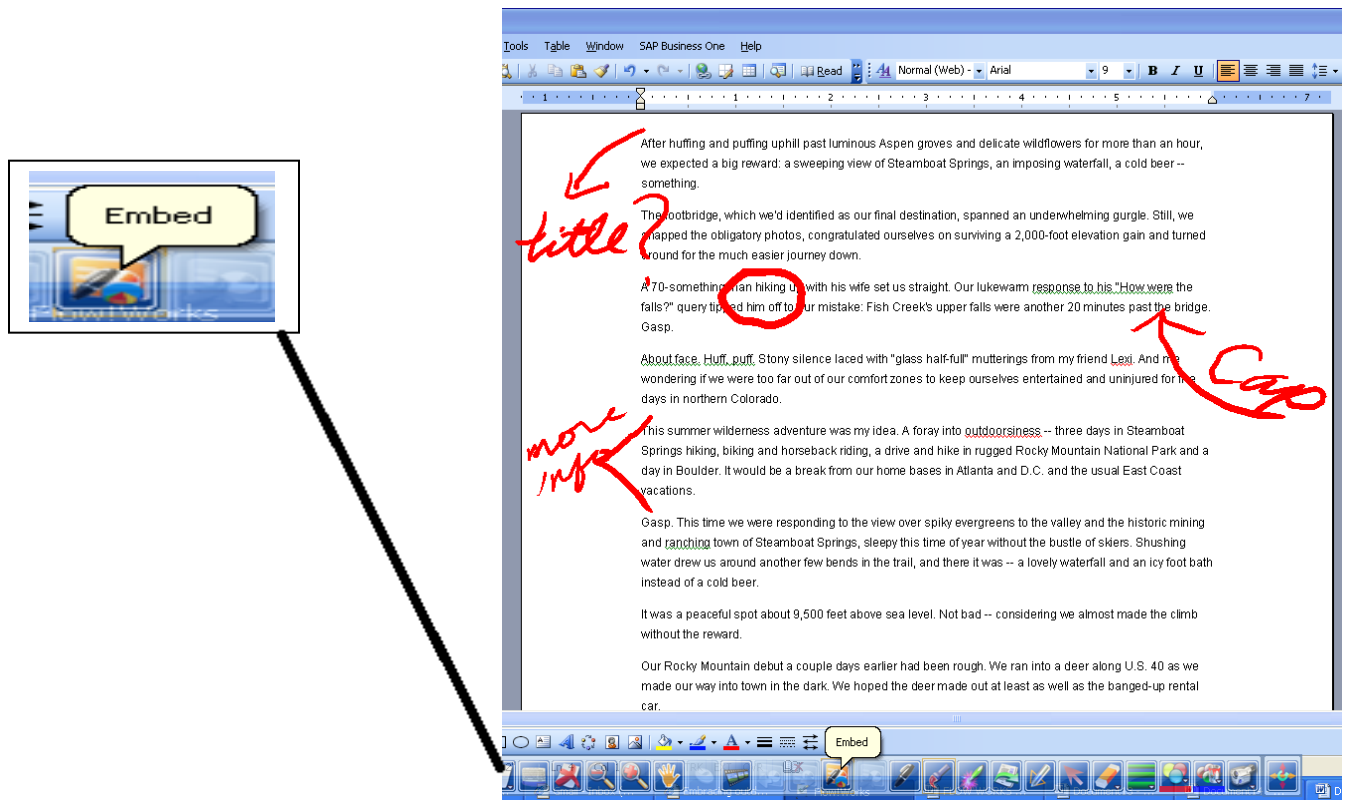 Embed
Tools Table Window SAP Business One Help
Read Normal (Web) - Arial 9 B I U
1 1 2 3 4 5 7
After huffing and puffing uphill past luminous Aspen groves and delicate wildflowers for more than an hour,
we expected a big reward: a sweeping view of Steamboat Springs, an imposing waterfall, a cold beer --
something.
title?
The footbridge, which we'd identified as our final destination, spanned an underwhelming gurgle. Still, we
snapped the obligatory photos, congratulated ourselves on surviving a 2,000-foot elevation gain and turned
around for the much easier journey down.
A 70-something man hiking up with his wife set us straight. Our lukewarm response to his "How were the
falls?" query tipped him off to our mistake: Fish Creek's upper falls were another 20 minutes past the bridge.
Gasp.
Cap
About face. Huff, puff. Stony silence laced with "glass half-full" mutterings from my friend Lexi. And me
wondering if we were too far out of our comfort zones to keep ourselves entertained and uninjured for five
days in northern Colorado.
more
info
This summer wilderness adventure was my idea. A foray into outdoorsiness -- three days in Steamboat
Springs hiking, biking and horseback riding, a drive and hike in rugged Rocky Mountain National Park and a
day in Boulder. It would be a break from our home bases in Atlanta and D.C. and the usual East Coast
vacations.
Gasp. This time we were responding to the view over spiky evergreens to the valley and the historic mining
and ranching town of Steamboat Springs, sleepy this time of year without the bustle of skiers. Shushing
water drew us around another few bends in the trail, and there it was -- a lovely waterfall and an icy foot bath
instead of a cold beer.
It was a peaceful spot about 9,500 feet above sea level. Not bad -- considering we almost made the climb
without the reward.
Our Rocky Mountain debut a couple days earlier had been rough. We ran into a deer along U.S. 40 as we
made our way into town in the dark. We hoped the deer made out at least as well as the banged-up rental
car.
Embed